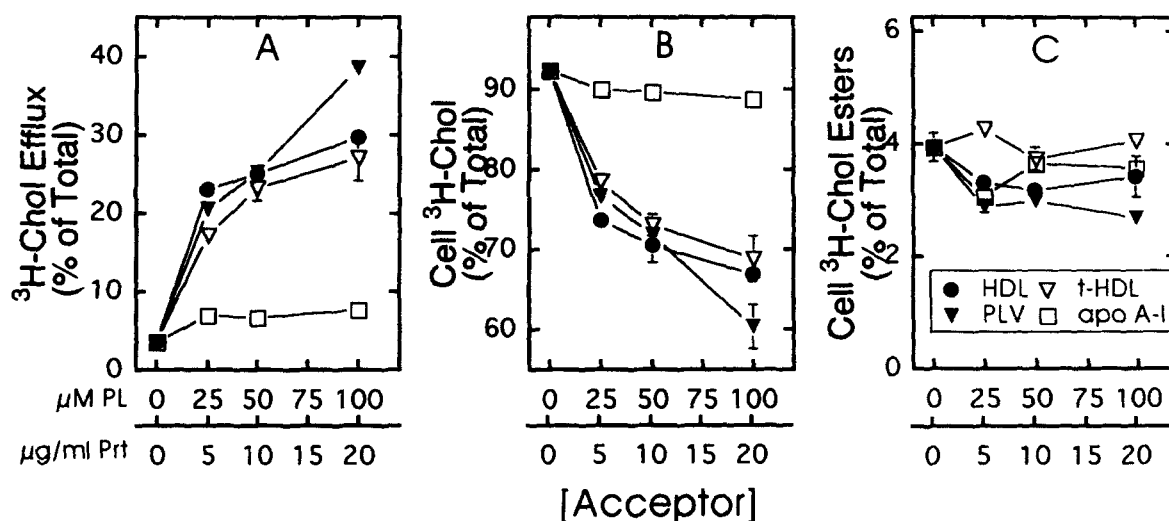 A
³H-Chol Efflux
(% of Total)
40
30
20
10
0
µM PL
0 25 50 75 100
µg/ml Prt
0 5 10 15 20
B
Cell ³H-Chol
(% of Total)
90
80
70
60
0 25 50 75 100
0 5 10 15 20
[Acceptor]
C
Cell ³H-Chol Esters
(% of Total)
6
4
2
0
HDL t-HDL
PLV apo A-I
0 25 50 75 100
0 5 10 15 20